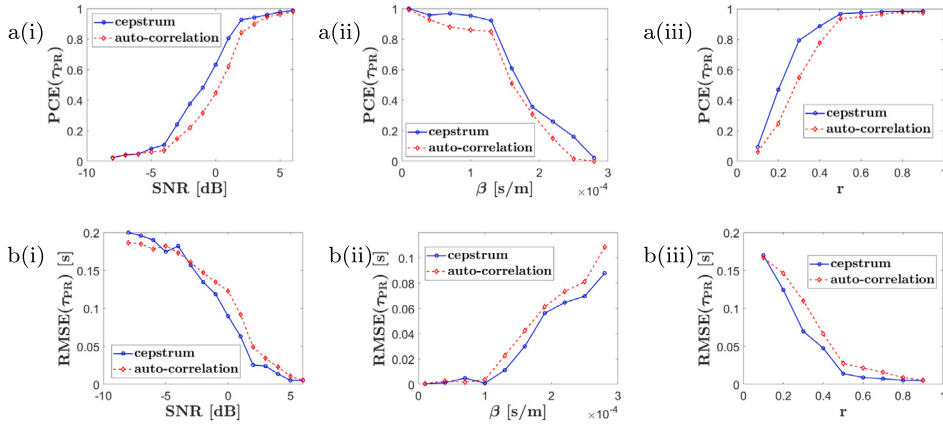 a(i)
PCE(τPR)
1
0.8
0.6
0.4
0.2
0
cepstrum
auto-correlation
-10
-5
0
5
SNR [dB]
a(ii)
PCE(τPR)
1
0.8
0.6
0.4
0.2
0
cepstrum
auto-correlation
0
1
2
3
β [s/m]
×10⁻⁴
a(iii)
PCE(τPR)
1
0.8
0.6
0.4
0.2
0
cepstrum
auto-correlation
0
0.2
0.4
0.6
0.8
1
r
b(i)
RMSE(τPR) [s]
0.2
0.15
0.1
0.05
0
cepstrum
auto-correlation
-10
-5
0
5
SNR [dB]
b(ii)
RMSE(τPR) [s]
0.1
0.08
0.06
0.04
0.02
0
cepstrum
auto-correlation
0
1
2
3
β [s/m]
×10⁻⁴
b(iii)
RMSE(τPR) [s]
0.2
0.15
0.1
0.05
0
cepstrum
auto-correlation
0
0.2
0.4
0.6
0.8
1
r